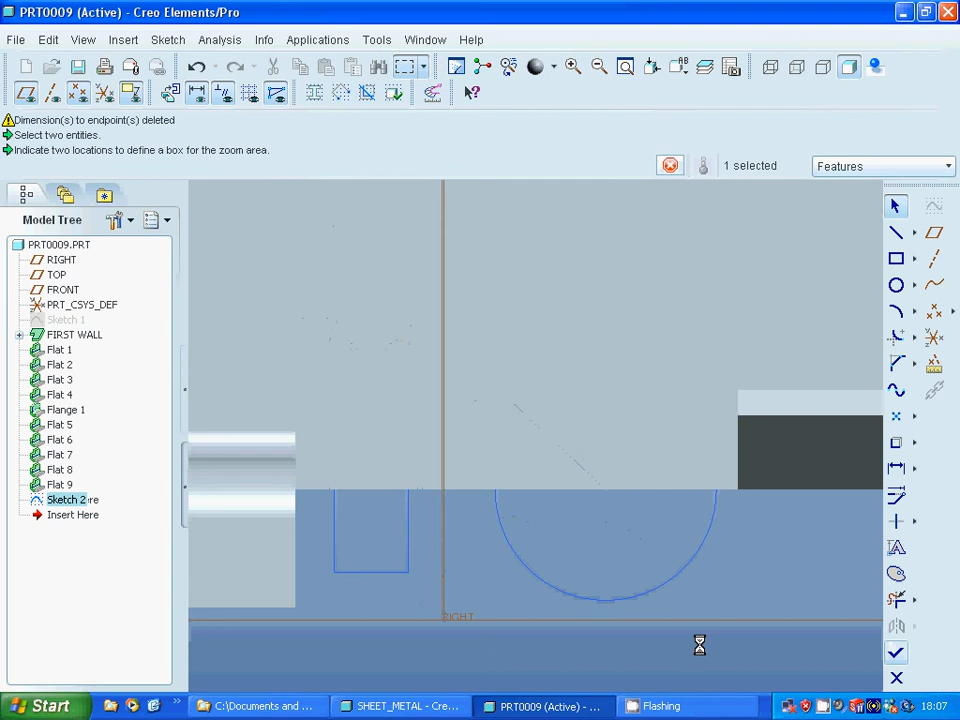 PRT0009 (Active) - Creo Elements/Pro
File Edit View Insert Sketch Analysis Info Applications Tools Window Help
Dimension(s) to endpoint(s) deleted
Select two entities.
Indicate two locations to define a box for the zoom area.
1 selected
Features
Model Tree
PRT0009.PRT
RIGHT
TOP
FRONT
PRT_CSYS_DEF
Sketch 1
FIRST WALL
Flat 1
Flat 2
Flat 3
Flat 4
Flange 1
Flat 5
Flat 6
Flat 7
Flat 8
Flat 9
Sketch 2
Insert Here
RIGHT
Start
C:\Documents and ...
SHEET_METAL - Cre...
PRT0009 (Active) - ...
Flashing
18:07